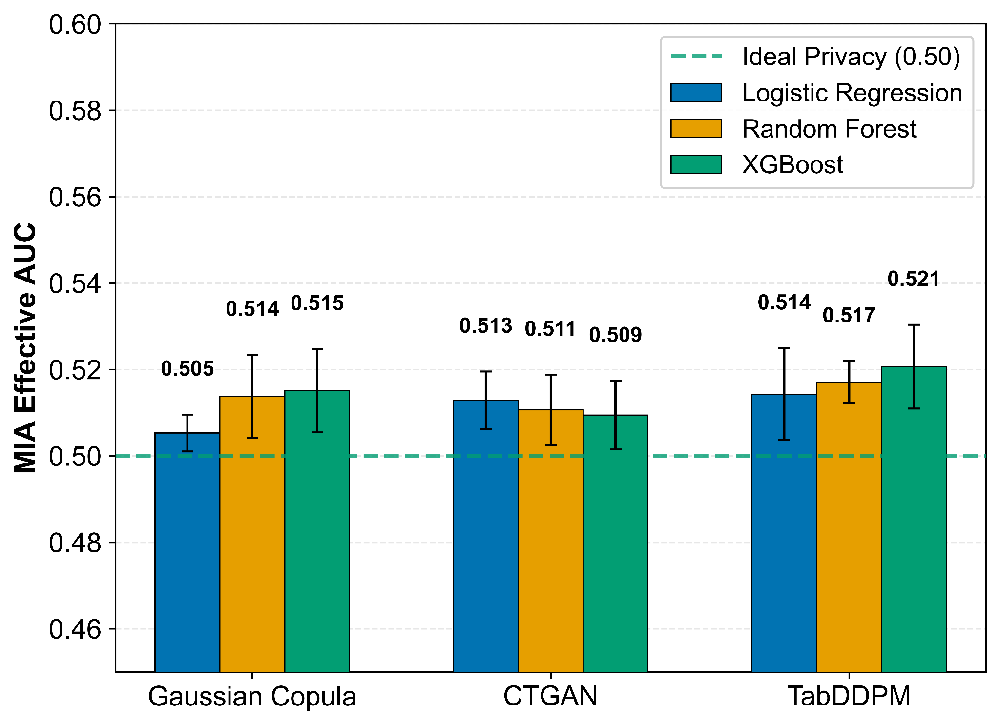 0.60
0.58
0.56
0.54
0.52
0.50
0.48
0.46
MIA Effective AUC
Ideal Privacy (0.50)
Logistic Regression
Random Forest
XGBoost
0.505
0.514
0.515
0.513
0.511
0.509
0.514
0.517
0.521
Gaussian Copula
CTGAN
TabDDPM